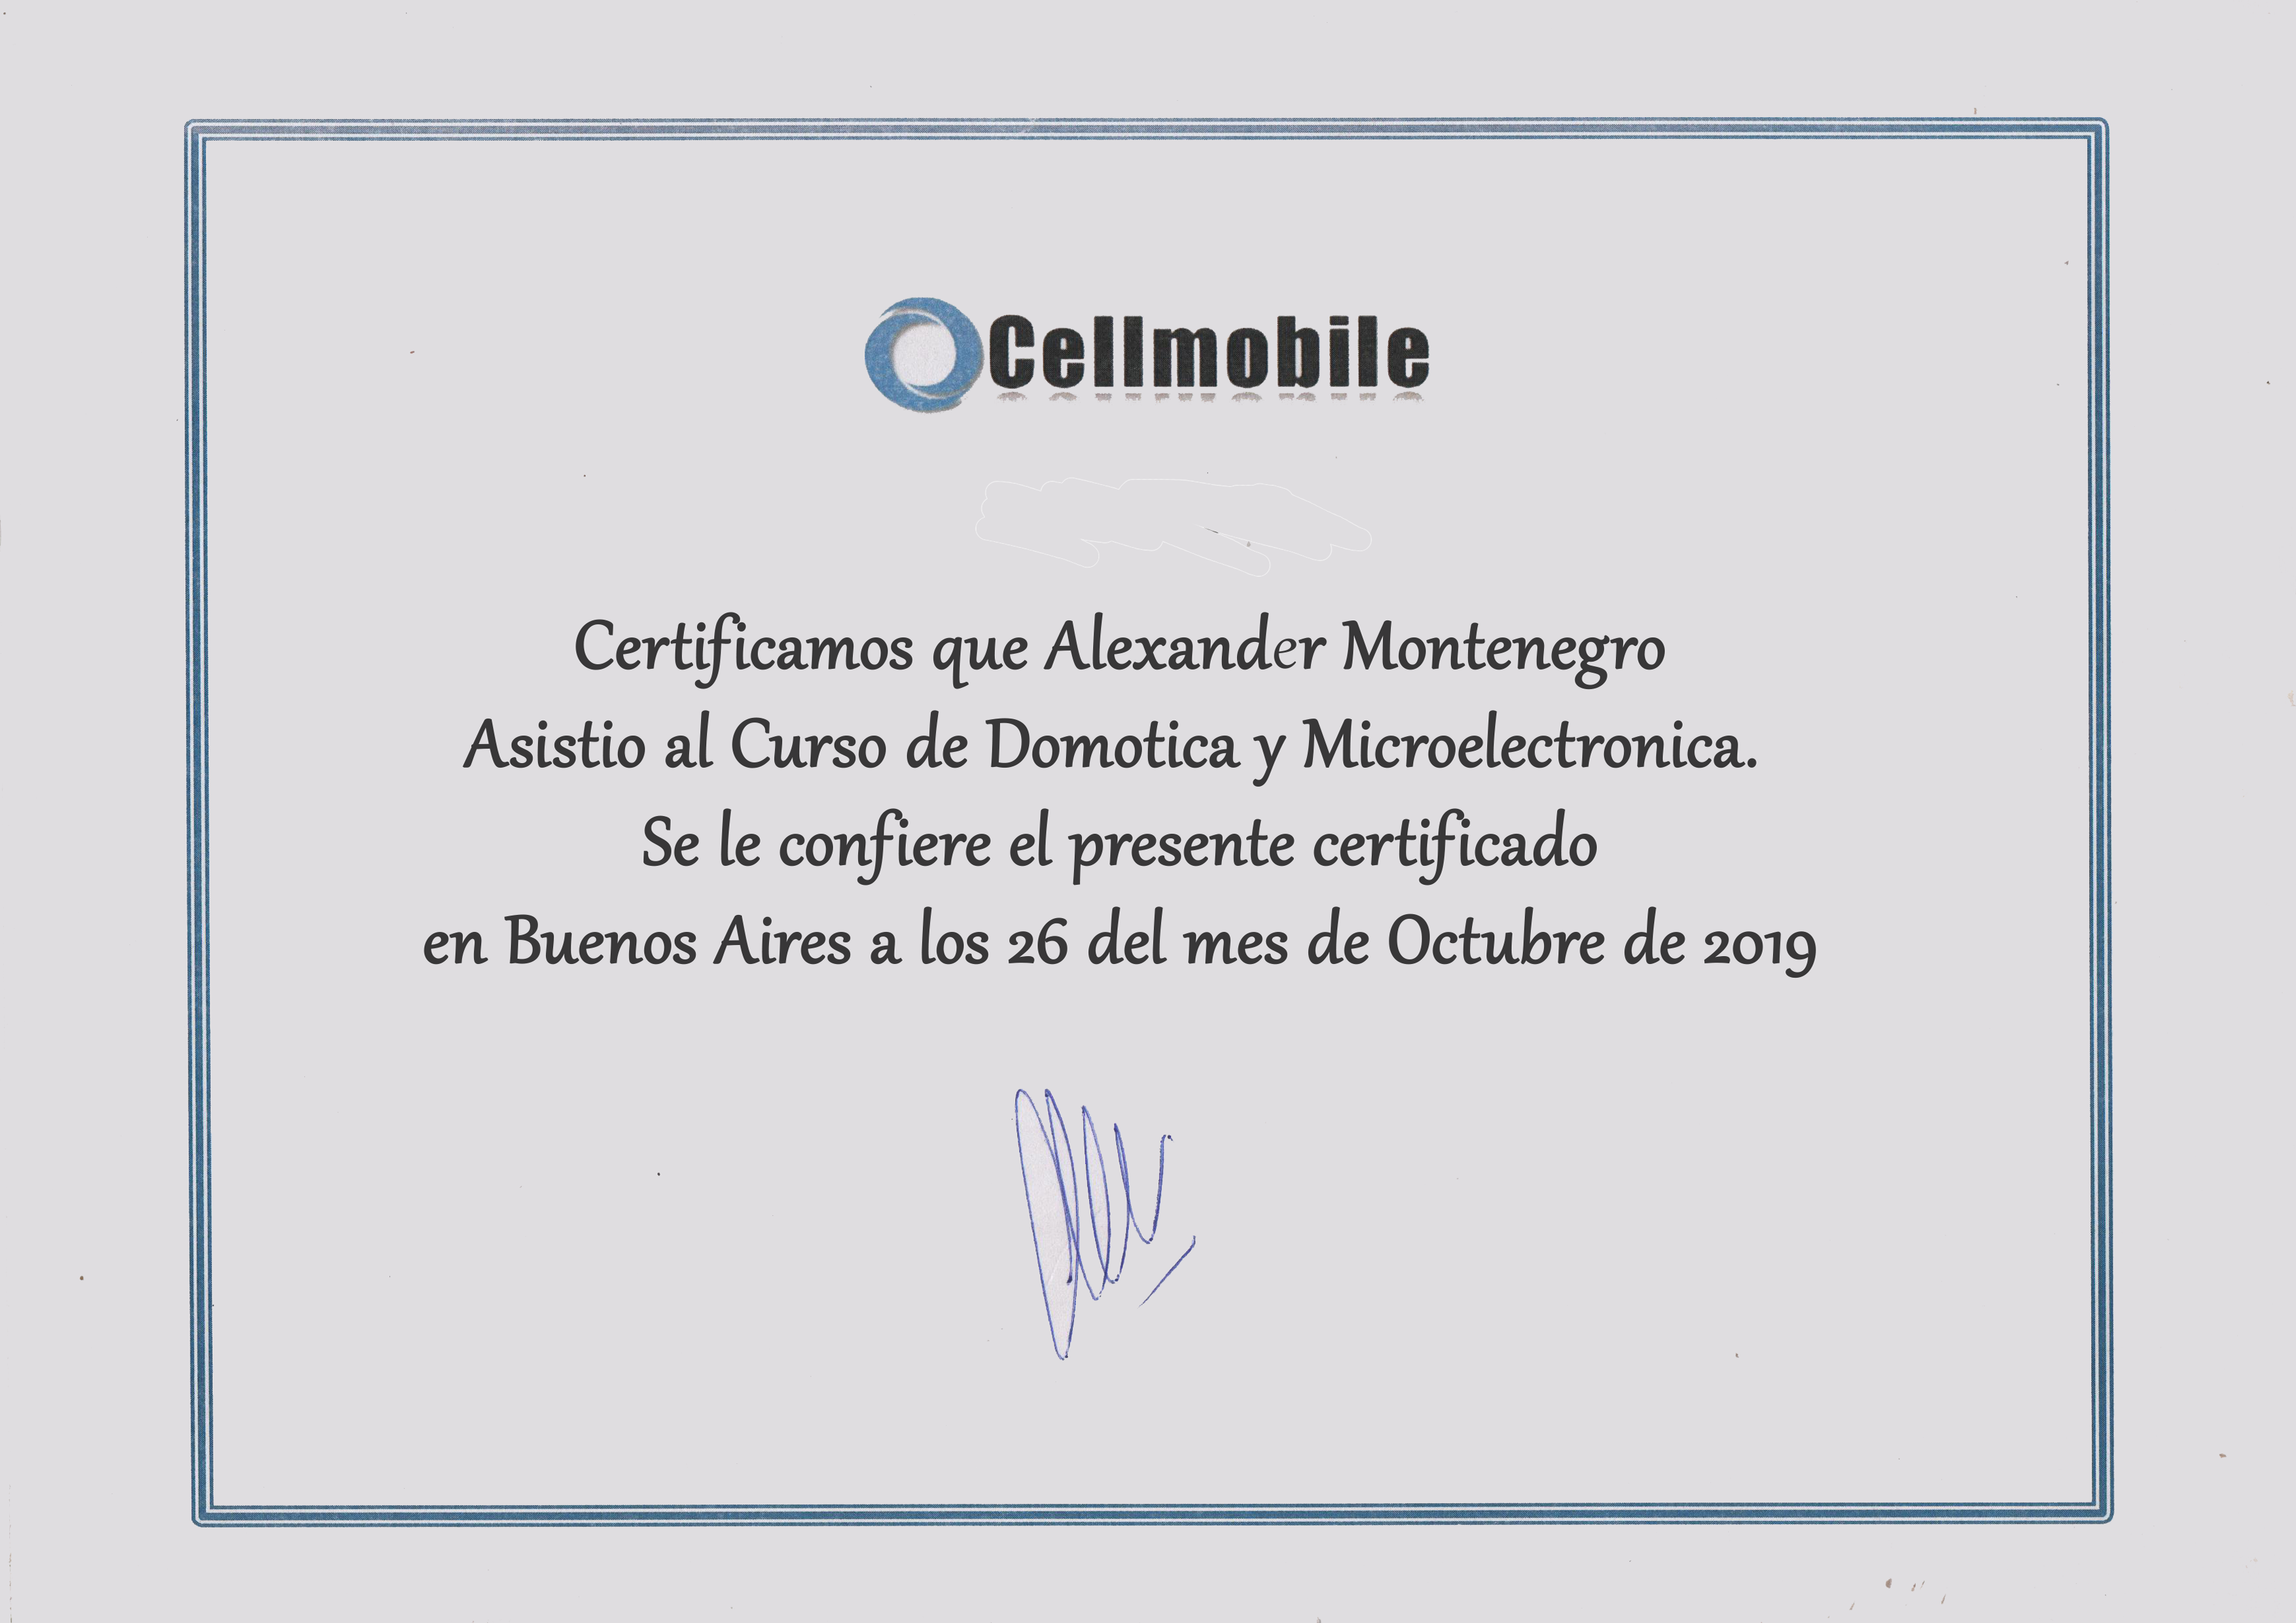 Cellmobile
Certificamos que Alexander Montenegro
Asistio al Curso de Domotica y Microelectronica.
Se le confiere el presente certificado
en Buenos Aires a los 26 del mes de Octubre de 2019